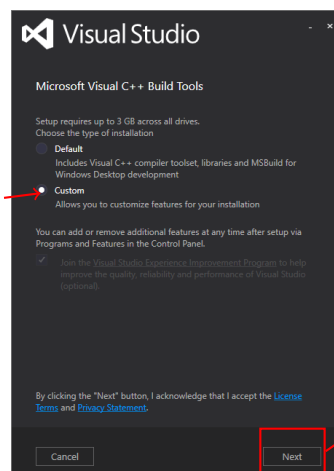 Visual Studio
Microsoft Visual C++ Build Tools
Setup requires up to 3 GB across all drives.
Choose the type of installation
Default
Includes Visual C++ compiler toolset, libraries and MSBuild for
Windows Desktop development
Custom
Allows you to customize features for your installation
You can add or remove additional features at any time after setup via
Programs and Features in the Control Panel.
Join the Visual Studio Experience Improvement Program to help
improve the quality, reliability and performance of Visual Studio
(optional).
By clicking the "Next" button, I acknowledge that I accept the License
Terms and Privacy Statement.
Cancel
Next